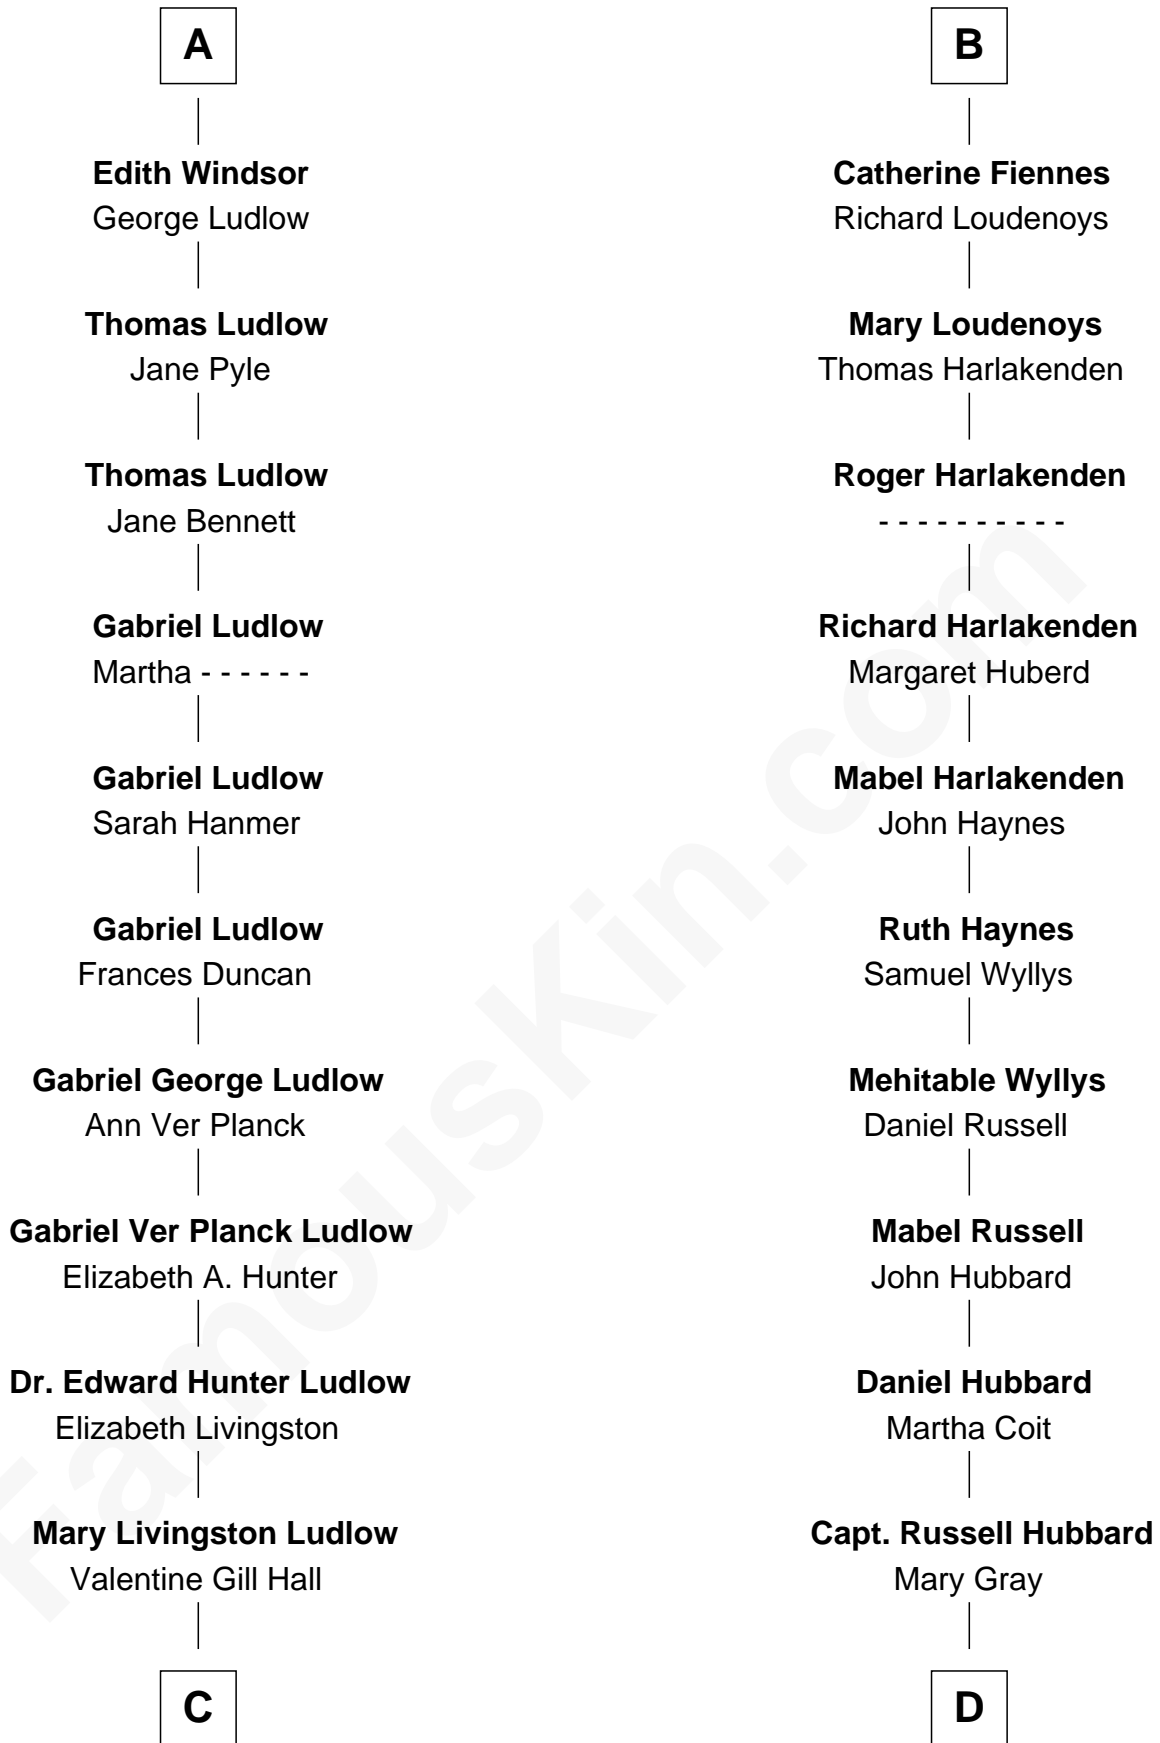 A
Edith Windsor
George Ludlow
Thomas Ludlow
Jane Pyle
Thomas Ludlow
Jane Bennett
Gabriel Ludlow
Martha - - - - - -
Gabriel Ludlow
Sarah Hanmer
Gabriel Ludlow
Frances Duncan
Gabriel George Ludlow
Ann Ver Planck
Gabriel Ver Planck Ludlow
Elizabeth A. Hunter
Dr. Edward Hunter Ludlow
Elizabeth Livingston
Mary Livingston Ludlow
Valentine Gill Hall
C
B
Catherine Fiennes
Richard Loudenoys
Mary Loudenoys
Thomas Harlakenden
Roger Harlakenden
- - - - - - - - - -
Richard Harlakenden
Margaret Huberd
Mabel Harlakenden
John Haynes
Ruth Haynes
Samuel Wyllys
Mehitable Wyllys
Daniel Russell
Mabel Russell
John Hubbard
Daniel Hubbard
Martha Coit
Capt. Russell Hubbard
Mary Gray
D
FamousKin.com